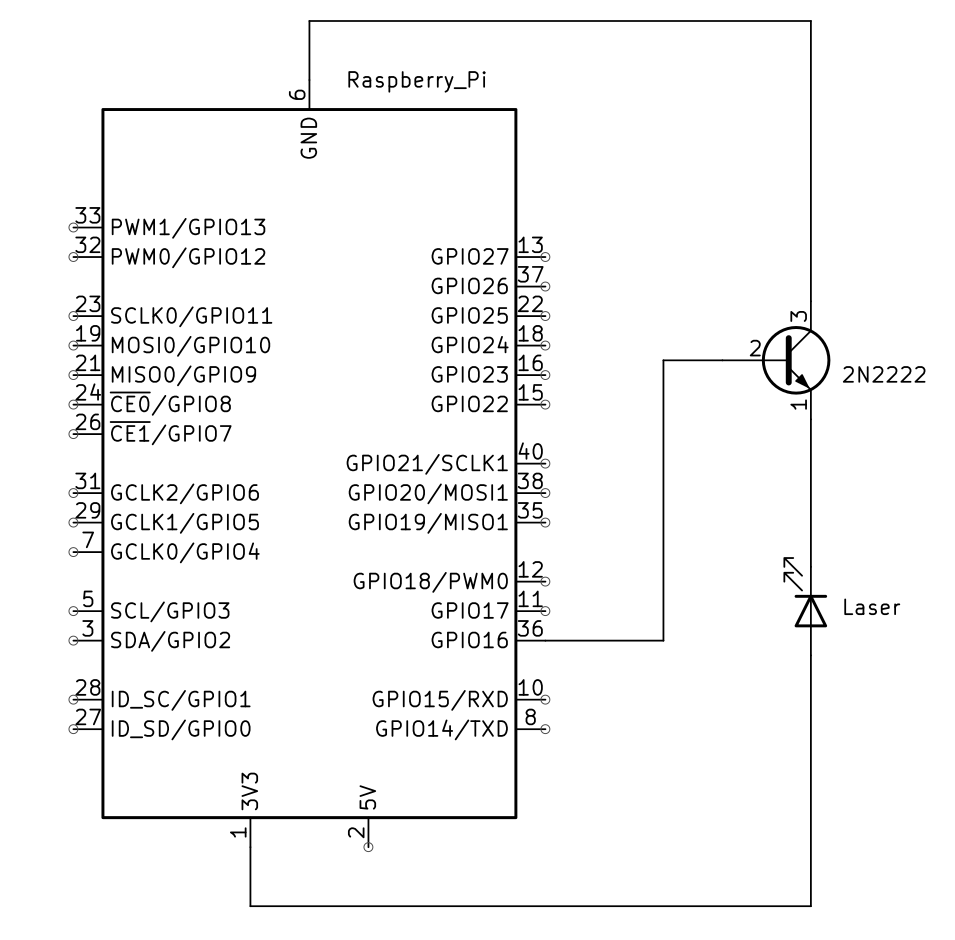 Raspberry_Pi
6
GND
33 PWM1/GPIO13
32 PWM0/GPIO12
GPIO27 13
GPIO26 37
23 SCLK0/GPIO11
GPIO25 22
19 MOSI0/GPIO10
GPIO24 18
21 MISO0/GPIO9
GPIO23 16
24 CE0/GPIO8
GPIO22 15
26 CE1/GPIO7
3
2
2N2222
1
GPIO21/SCLK1 40
31 GCLK2/GPIO6
GPIO20/MOSI1 38
29 GCLK1/GPIO5
GPIO19/MISO1 35
7 GCLK0/GPIO4
GPIO18/PWM0 12
5 SCL/GPIO3
GPIO17 11
Laser
3 SDA/GPIO2
GPIO16 36
28 ID_SC/GPIO1
GPIO15/RXD 10
27 ID_SD/GPIO0
GPIO14/TXD 8
3V3
5V
1
2